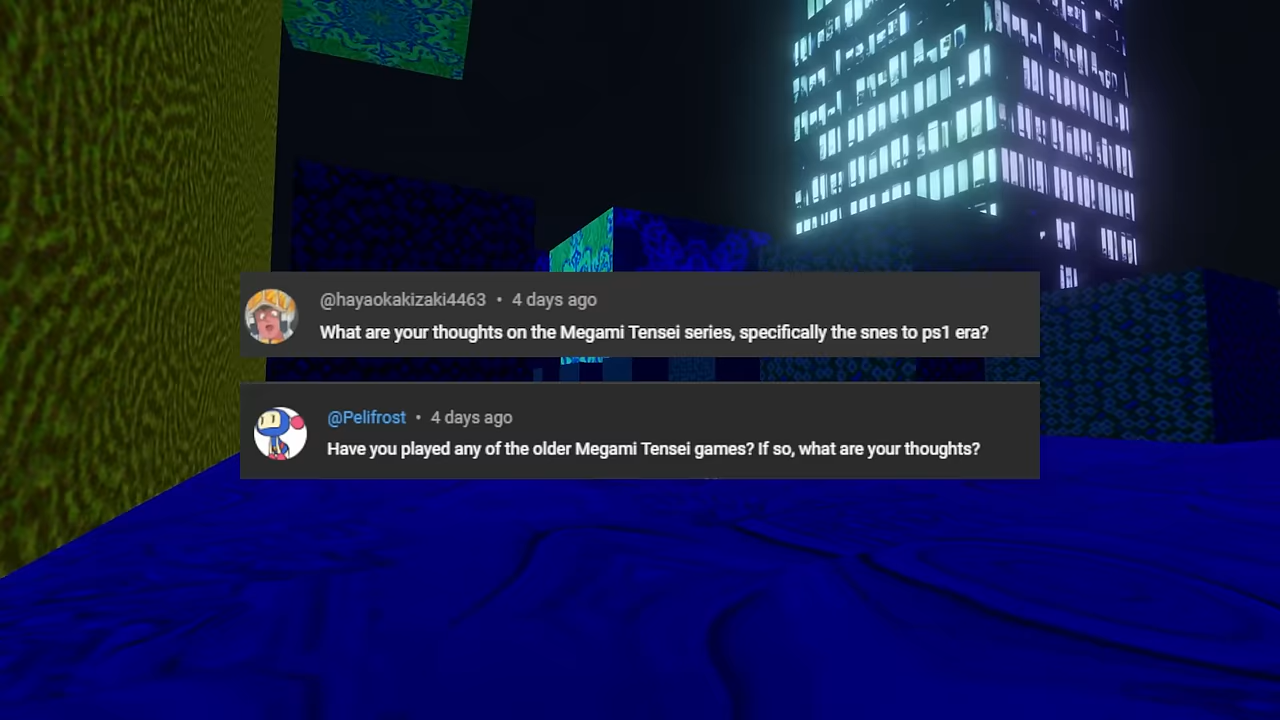 @hayaokakizaki4463 • 4 days ago
What are your thoughts on the Megami Tensei series, specifically the snes to ps1 era?
@Pelifrost • 4 days ago
Have you played any of the older Megami Tensei games? If so, what are your thoughts?